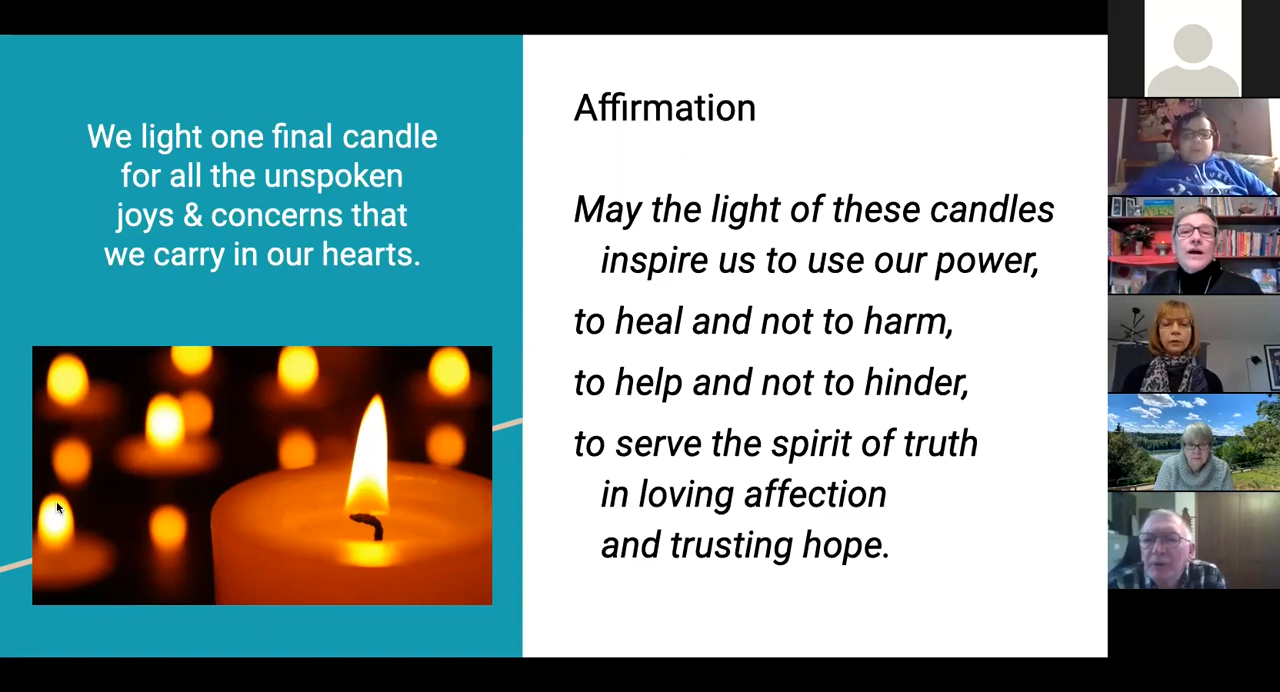 We light one final candle
for all the unspoken
joys & concerns that
we carry in our hearts.
Affirmation
May the light of these candles
inspire us to use our power,
to heal and not to harm,
to help and not to hinder,
to serve the spirit of truth
in loving affection
and trusting hope.